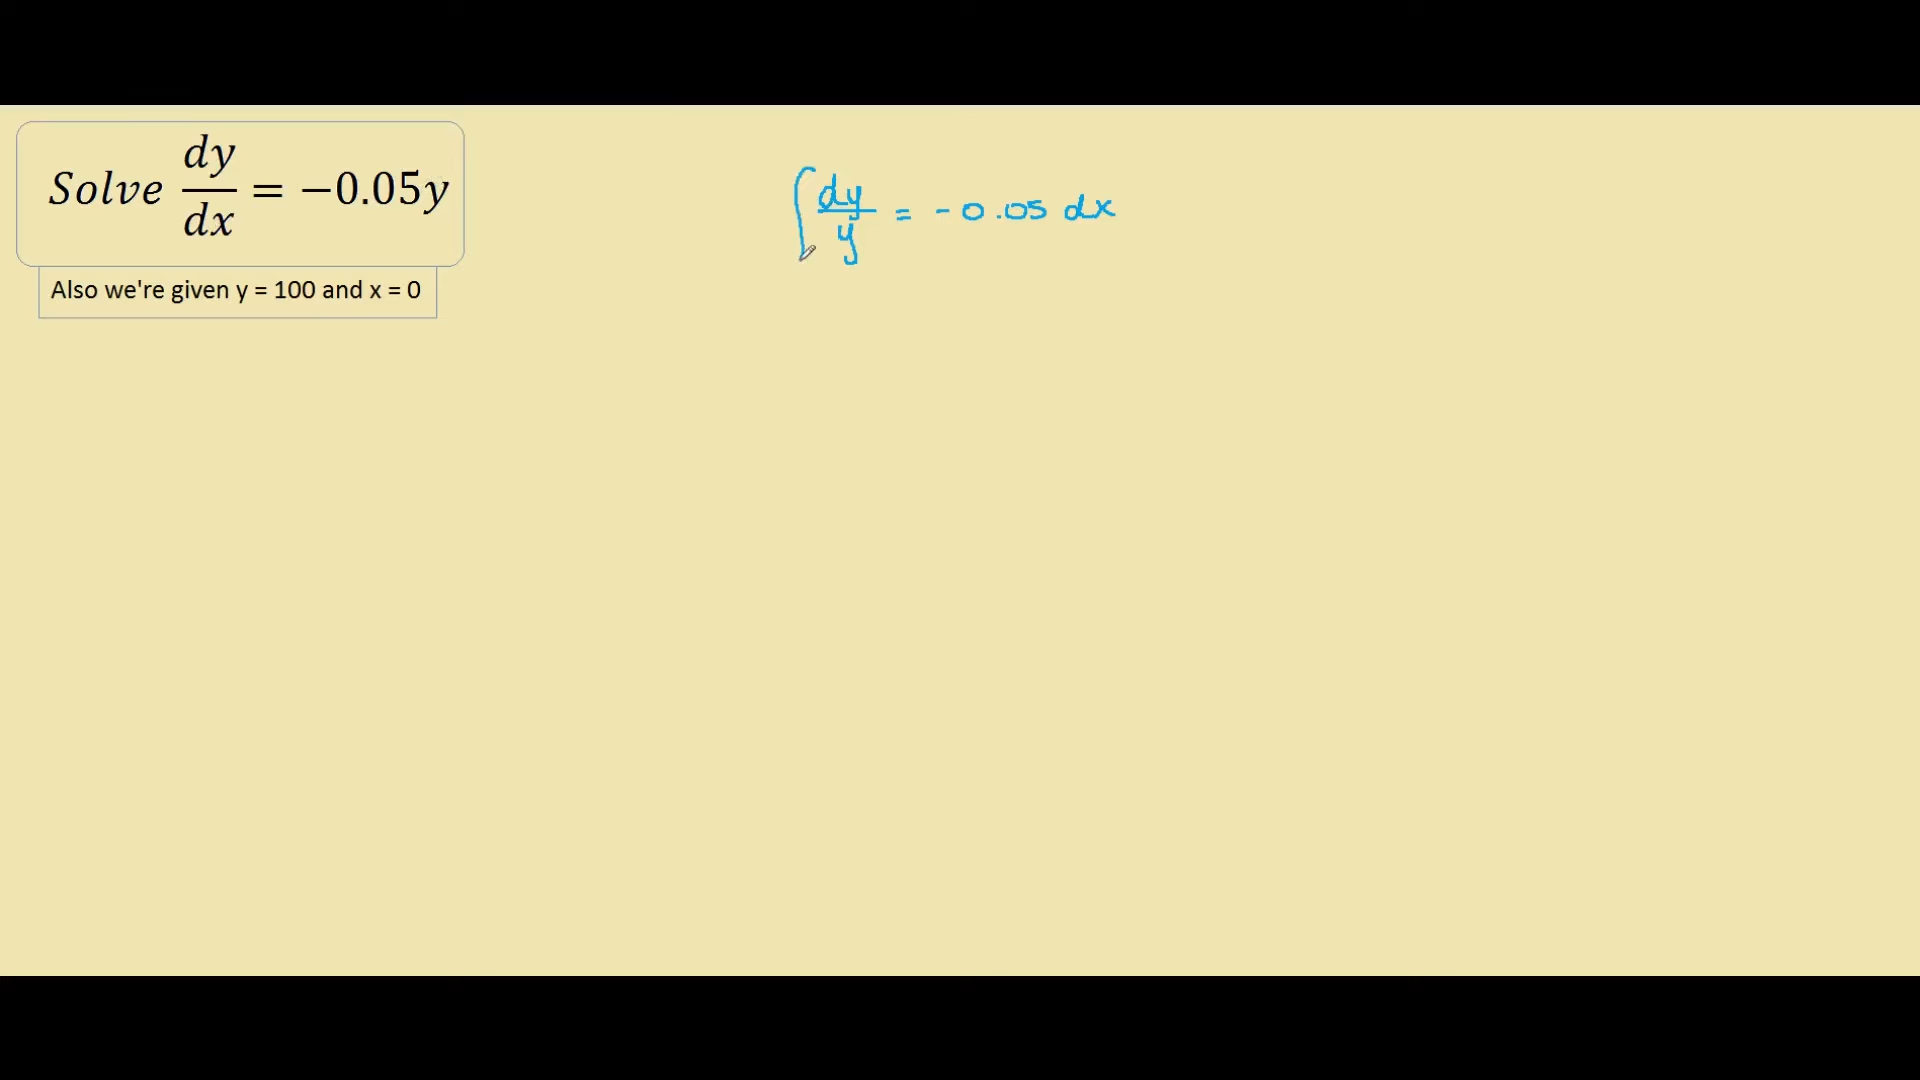 Solve dy/dx = −0.05y
Also we're given y = 100 and x = 0
∫ dy/y = -0.05 dx